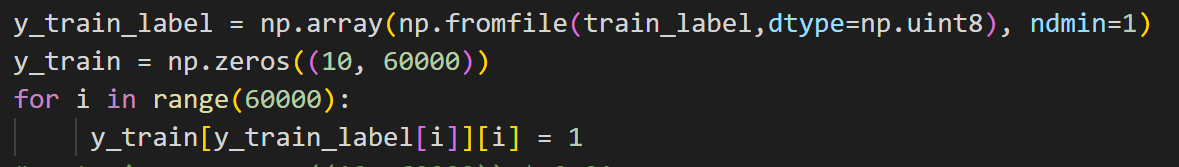 y_train_label = np.array(np.fromfile(train_label,dtype=np.uint8), ndmin=1)
y_train = np.zeros((10, 60000))
for i in range(60000):
    y_train[y_train_label[i]][i] = 1